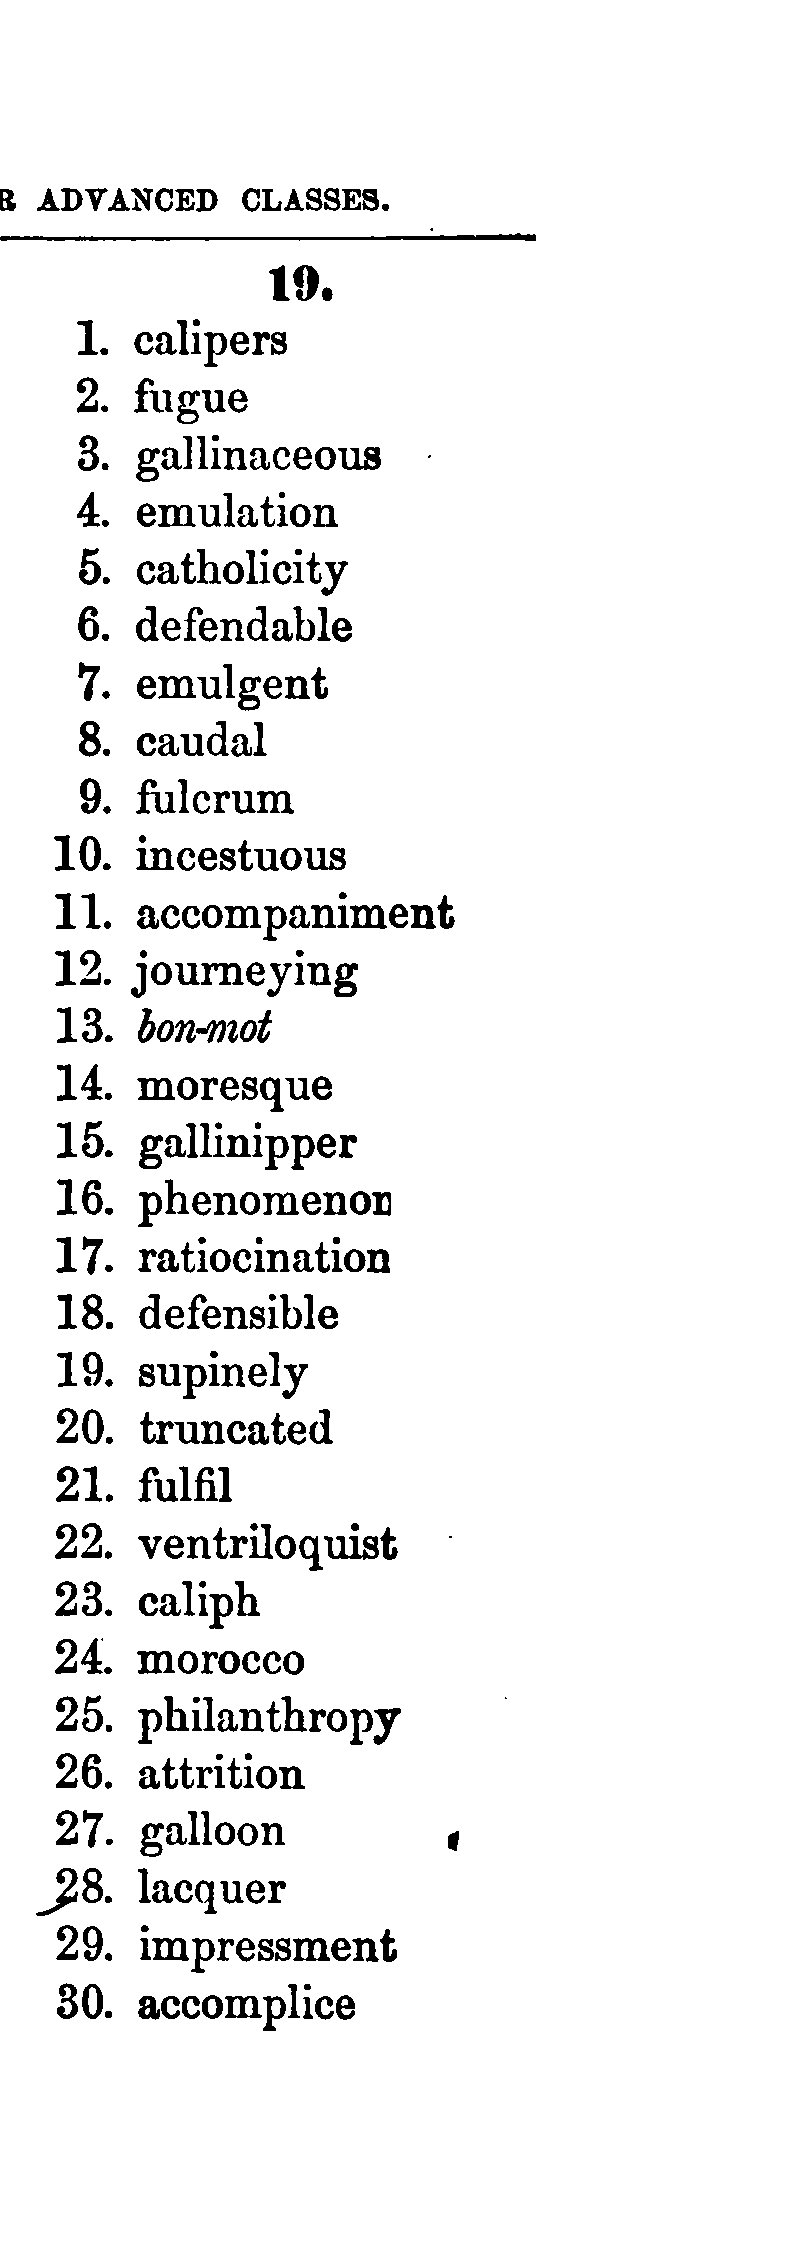 R ADVANCED CLASSES.
19.
1. calipers
2. fugue
3. gallinaceous
4. emulation
5. catholicity
6. defendable
7. emulgent
8. caudal
9. fulcrum
10. incestuous
11. accompaniment
12. journeying
13. bon-mot
14. moresque
15. gallinipper
16. phenomenon
17. ratiocination
18. defensible
19. supinely
20. truncated
21. fulfil
22. ventriloquist
23. caliph
24. morocco
25. philanthropy
26. attrition
27. galloon
28. lacquer
29. impressment
30. accomplice